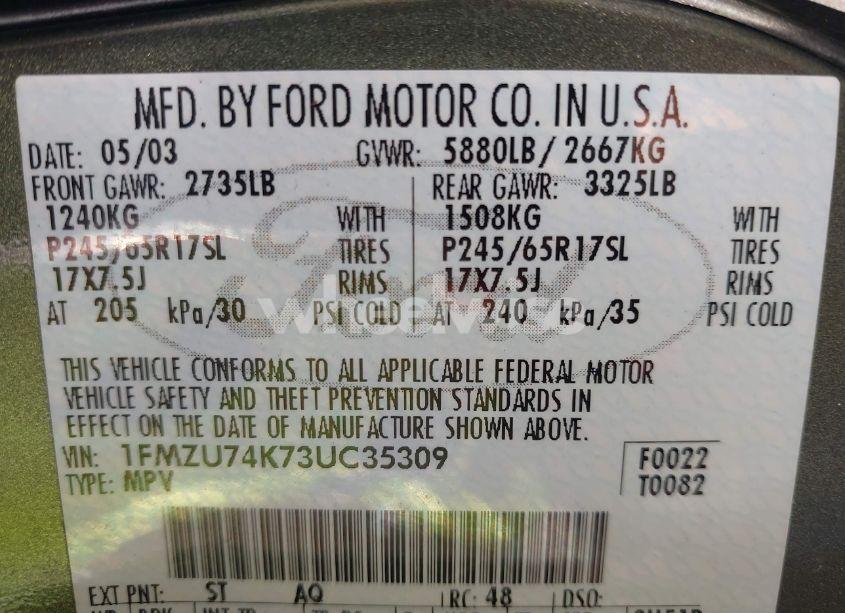 MFD. BY FORD MOTOR CO. IN U.S.A.
DATE: 05/03 GVWR: 5880LB/2667KG
FRONT GAWR: 2735LB REAR GAWR: 3325LB
1240KG WITH 1508KG WITH
P245/65R17SL TIRES P245/65R17SL TIRES
17X7.5J RIMS 17X7.5J RIMS
AT 205 kPa/30 PSI COLD AT 240 kPa/35 PSI COLD
THIS VEHICLE CONFORMS TO ALL APPLICABLE FEDERAL MOTOR
VEHICLE SAFETY AND THEFT PREVENTION STANDARDS IN
EFFECT ON THE DATE OF MANUFACTURE SHOWN ABOVE.
VIN: 1FMZU74K73UC35309 F0022
TYPE: MPV T0082
EXT PNT: ST AQ RC: 48 DSO: